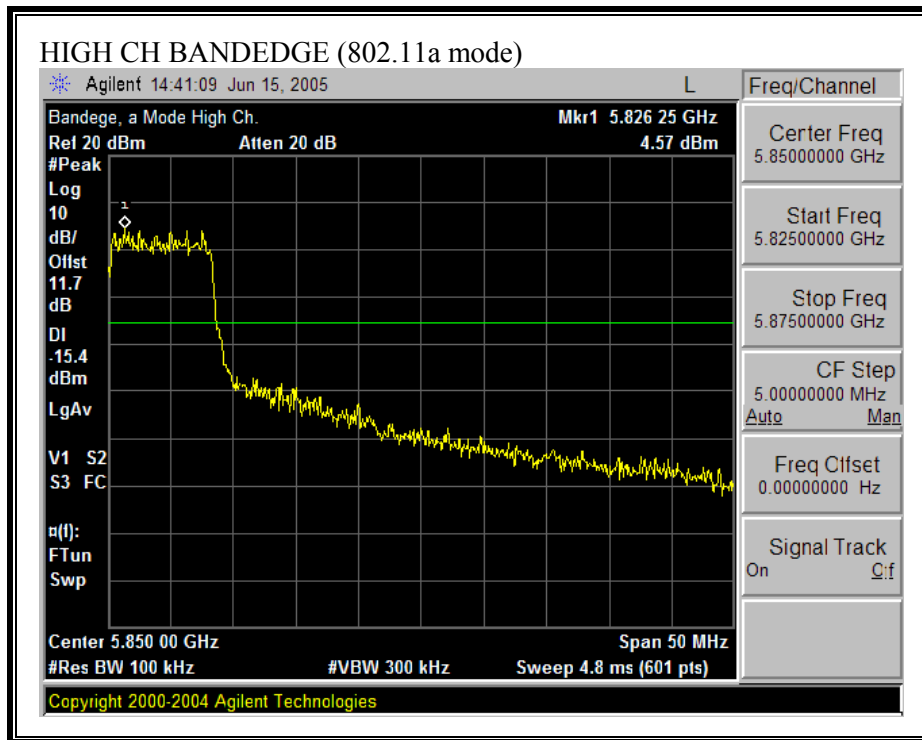 HIGH CH BANDEDGE (802.11a mode)
Agilent 14:41:09 Jun 15, 2005 L
Bandege, a Mode High Ch. Mkr1 5.826 25 GHz
Ref 20 dBm Atten 20 dB 4.57 dBm
#Peak
Log
10
dB/
Offst
11.7
dB
DI
-15.4
dBm
LgAv
V1 S2
S3 FC
¤(f):
FTun
Swp
1
Center 5.850 00 GHz Span 50 MHz
#Res BW 100 kHz #VBW 300 kHz Sweep 4.8 ms (601 pts)
Copyright 2000-2004 Agilent Technologies
Freq/Channel
Center Freq
5.85000000 GHz
Start Freq
5.82500000 GHz
Stop Freq
5.87500000 GHz
CF Step
5.00000000 MHz
Auto Man
Freq Offset
0.00000000 Hz
Signal Track
On Off